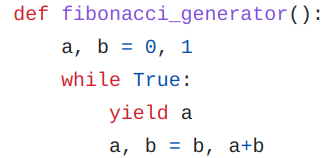 def fibonacci_generator():
    a, b = 0, 1
    while True:
        yield a
        a, b = b, a+b